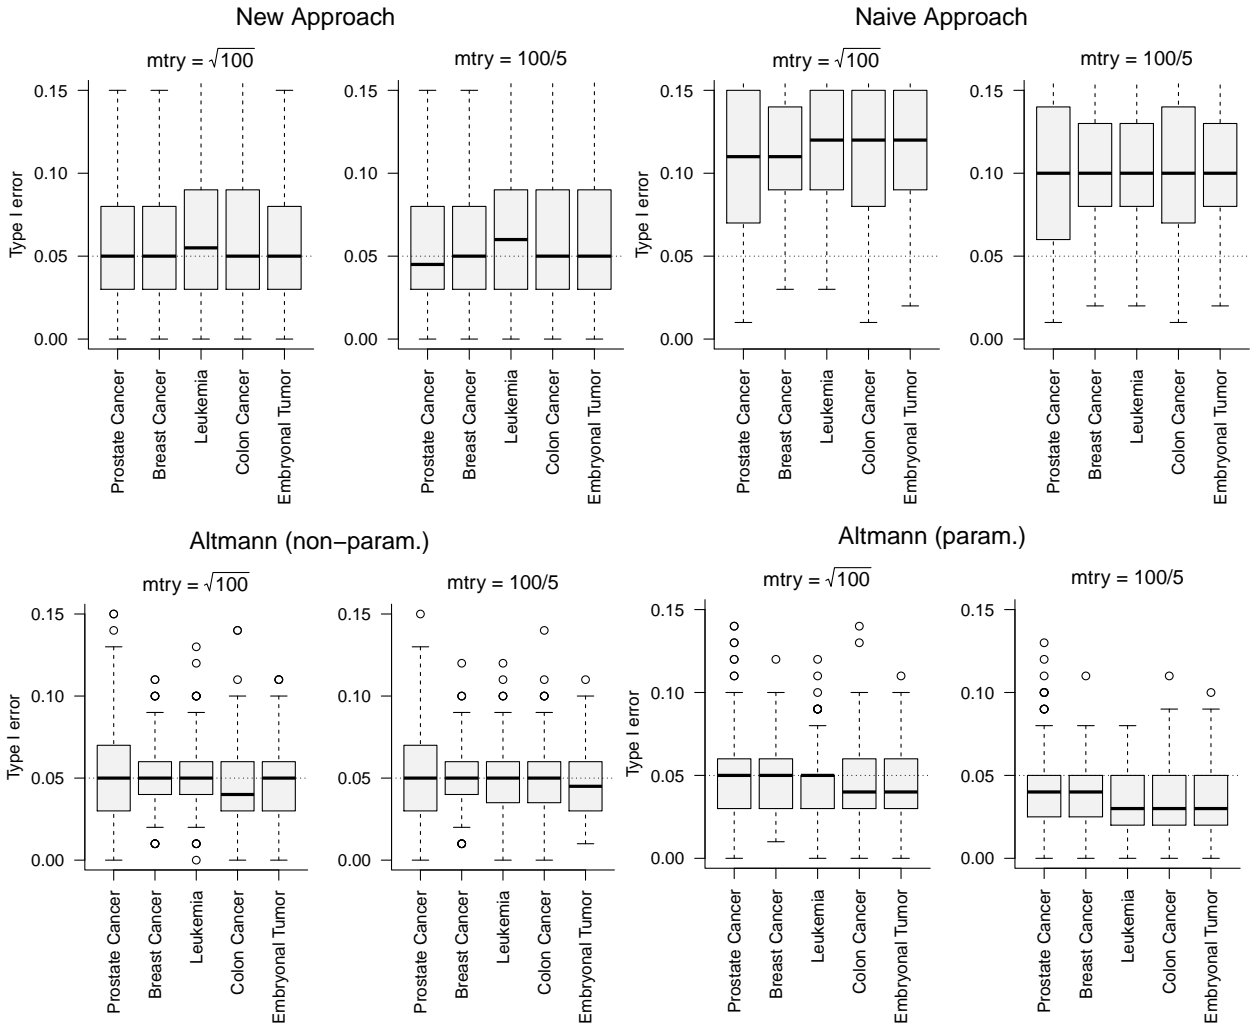 New Approach
Naive Approach
mtry = √100
mtry = 100/5
mtry = √100
mtry = 100/5
Type I error
0.15
0.10
0.05
0.00
0.15
0.10
0.05
0.00
Type I error
0.15
0.10
0.05
0.00
0.15
0.10
0.05
0.00
Prostate Cancer
Breast Cancer
Leukemia
Colon Cancer
Embryonal Tumor
Prostate Cancer
Breast Cancer
Leukemia
Colon Cancer
Embryonal Tumor
Prostate Cancer
Breast Cancer
Leukemia
Colon Cancer
Embryonal Tumor
Prostate Cancer
Breast Cancer
Leukemia
Colon Cancer
Embryonal Tumor
Altmann (non−param.)
Altmann (param.)
mtry = √100
mtry = 100/5
mtry = √100
mtry = 100/5
Type I error
0.15
0.10
0.05
0.00
0.15
0.10
0.05
0.00
Type I error
0.15
0.10
0.05
0.00
0.15
0.10
0.05
0.00
Prostate Cancer
Breast Cancer
Leukemia
Colon Cancer
Embryonal Tumor
Prostate Cancer
Breast Cancer
Leukemia
Colon Cancer
Embryonal Tumor
Prostate Cancer
Breast Cancer
Leukemia
Colon Cancer
Embryonal Tumor
Prostate Cancer
Breast Cancer
Leukemia
Colon Cancer
Embryonal Tumor